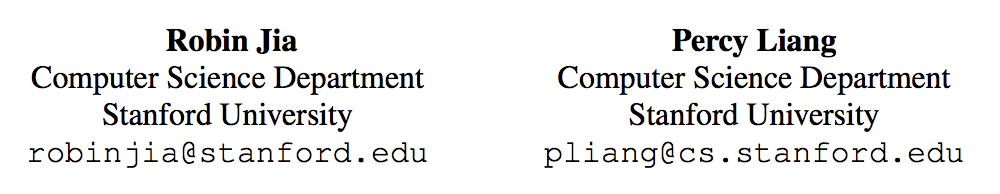 Robin Jia
Computer Science Department
Stanford University
robinjia@stanford.edu
Percy Liang
Computer Science Department
Stanford University
pliang@cs.stanford.edu